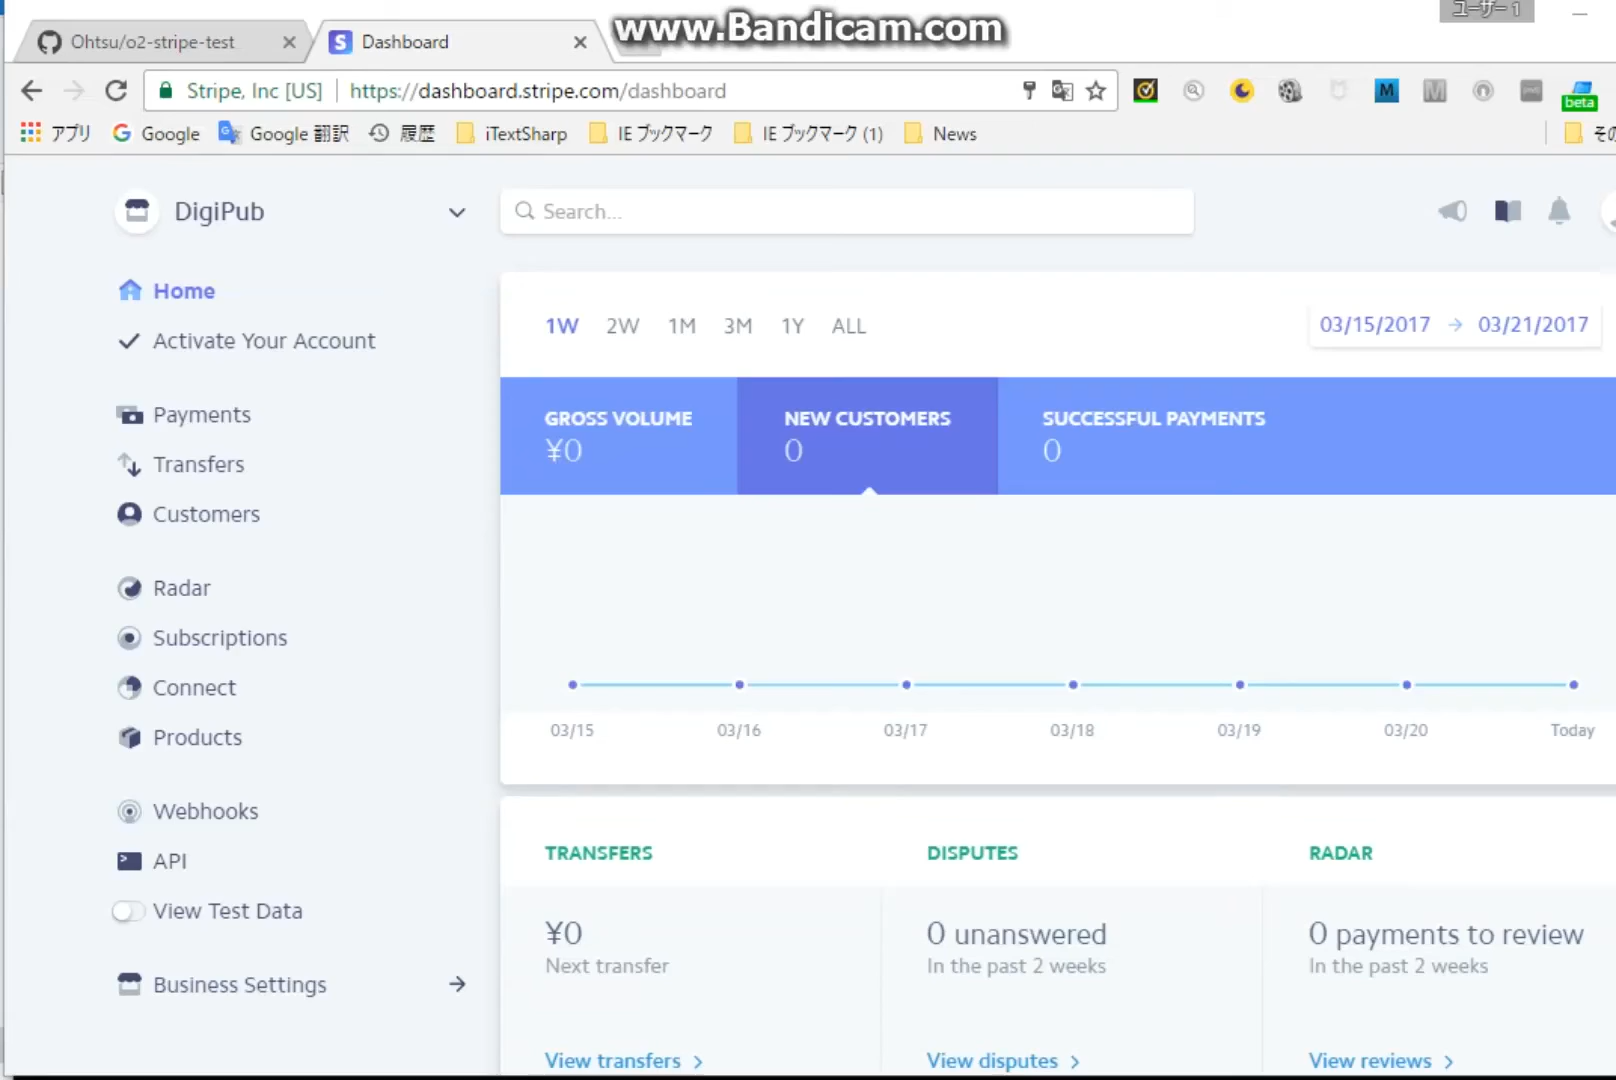 www.Bandicam.com
ユーザー 1
Ohtsu/o2-stripe-test
Dashboard
Stripe, Inc [US]
https://dashboard.stripe.com/dashboard
beta
アプリ
Google
Google 翻訳
履歴
iTextSharp
IE ブックマーク
IE ブックマーク (1)
News
DigiPub
Search...
Home
Activate Your Account
Payments
Transfers
Customers
Radar
Subscriptions
Connect
Products
Webhooks
API
View Test Data
Business Settings
1W 2W 1M 3M 1Y ALL
03/15/2017 → 03/21/2017
GROSS VOLUME
¥0
NEW CUSTOMERS
0
SUCCESSFUL PAYMENTS
0
03/15 03/16 03/17 03/18 03/19 03/20 Today
TRANSFERS
¥0
Next transfer
View transfers
DISPUTES
0 unanswered
In the past 2 weeks
View disputes
RADAR
0 payments to review
In the past 2 weeks
View reviews